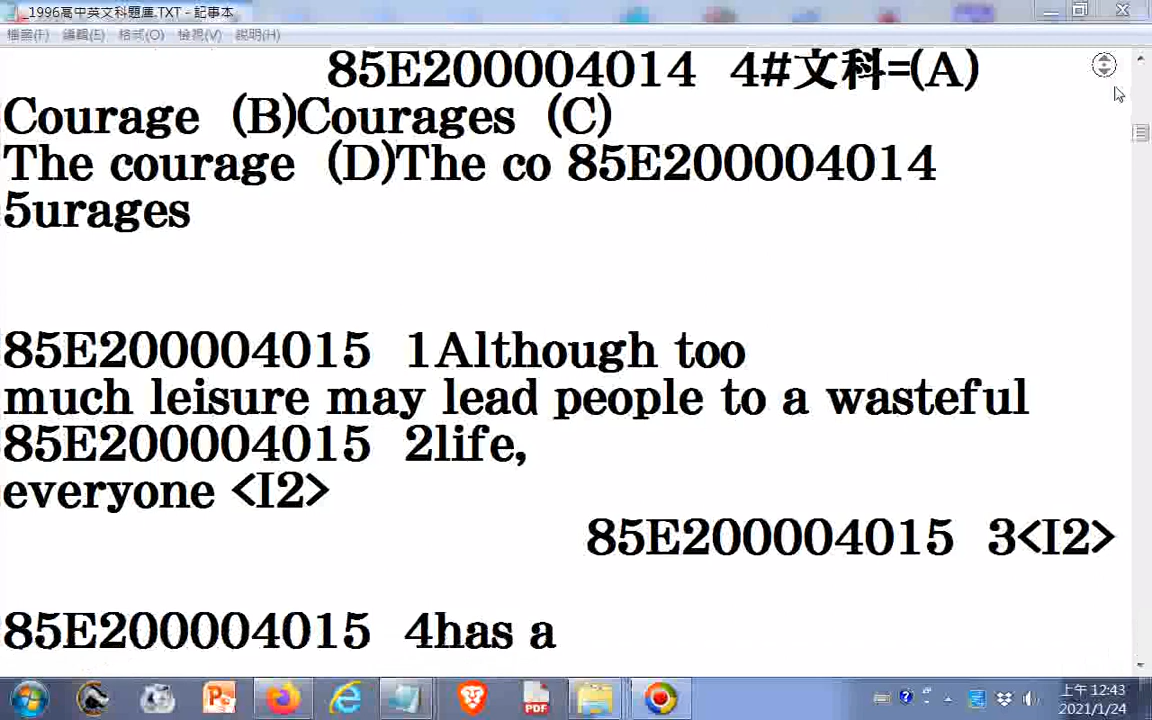 _1996高中英文科題庫.TXT - 記事本
檔案(F) 編輯(E) 格式(O) 檢視(V) 說明(H)
85E200004014 4#文科=(A)
Courage (B)Courages (C)
The courage (D)The co 85E200004014
5urages
85E200004015 1Although too
much leisure may lead people to a wasteful
85E200004015 2life,
everyone <I2>
85E200004015 3<I2>
85E200004015 4has a
PDF
上午 12:43
2021/1/24